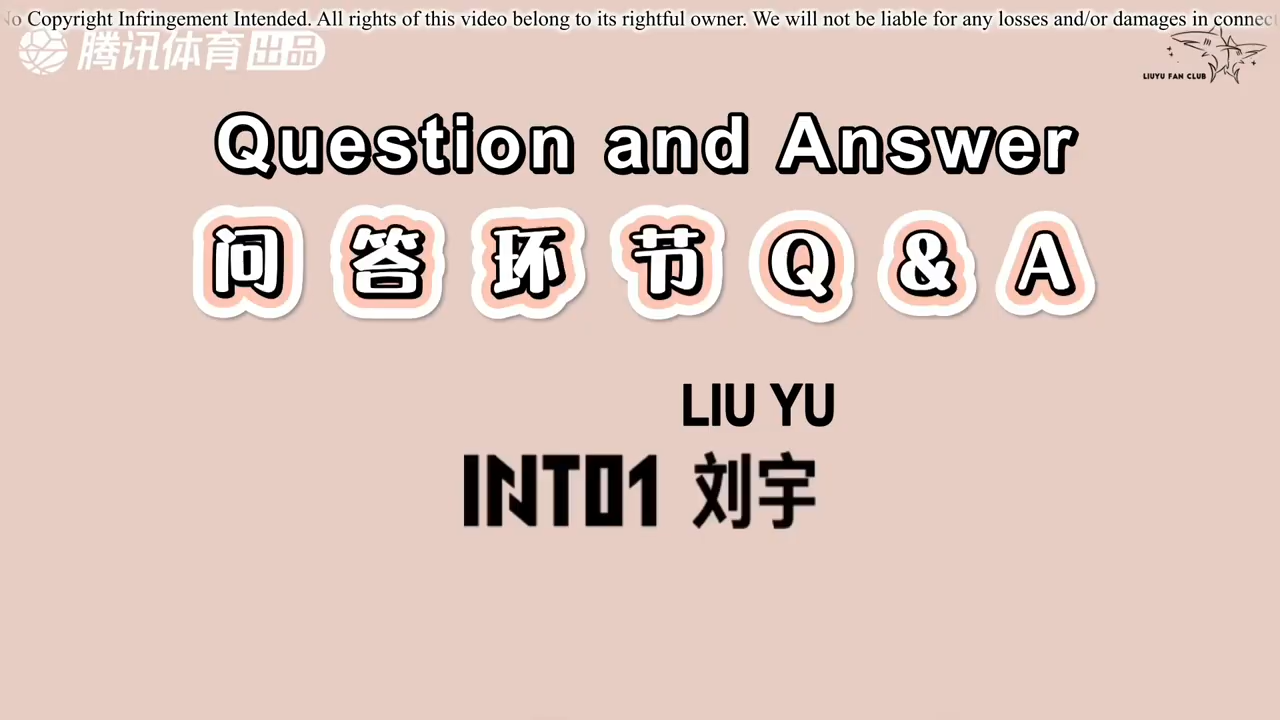 No Copyright Infringement Intended. All rights of this video belong to its rightful owner. We will not be liable for any losses and/or damages in
腾讯体育出品
LIUYU FAN CLUB
Question and Answer
问答环节Q&A
LIU YU
INTO1 刘宇